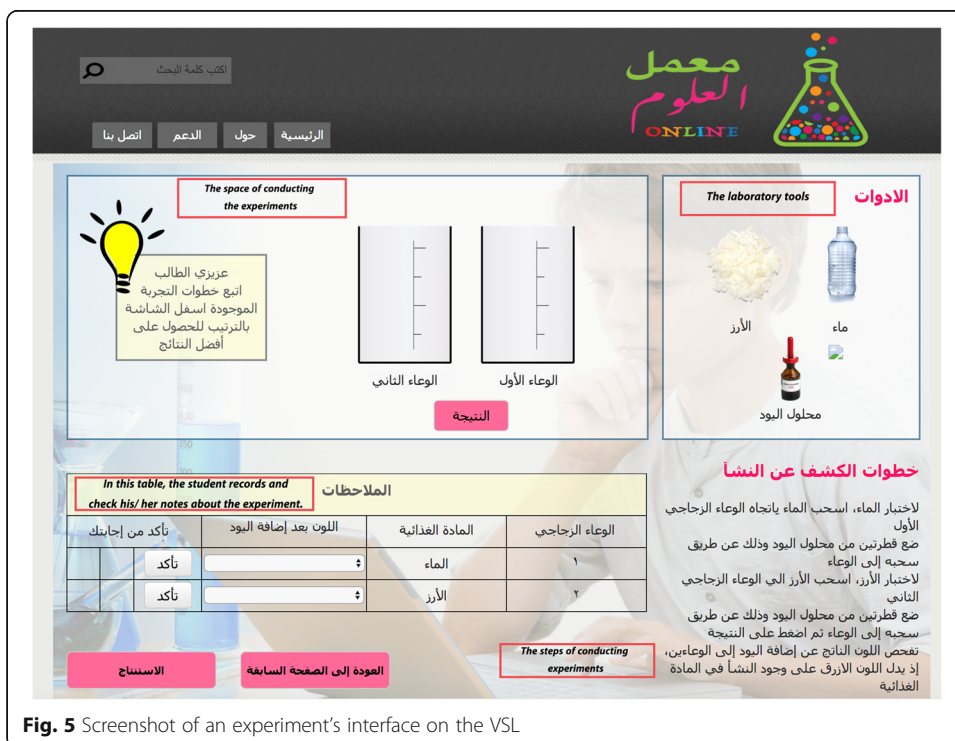 معمل
العلوم
ONLINE
اكتب كلمة البحث
الرئيسية
حول
الدعم
اتصل بنا
الادوات
The laboratory tools
ماء
الأرز
محلول اليود
The space of conducting
the experiments
عزيزي الطالب
اتبع خطوات التجربة
الموجودة اسفل الشاشة
بالترتيب للحصول على
أفضل النتائج
الوعاء الأول
الوعاء الثاني
النتيجة
خطوات الكشف عن النشأ
لاختبار الماء، اسحب الماء ياتجاه الوعاء الزجاجي
الأول
ضع قطرتين من محلول اليود وذلك عن طريق
سحبه إلى الوعاء
لاختبار الأرز، اسحب الأرز الي الوعاء الزجاجي
الثاني
ضع قطرتين من محلول اليود وذلك عن طريق
سحبه إلى الوعاء ثم اضغط على النتيجة
تفحص اللون الناتج عن إضافة اليود إلى الوعاءين،
إذ يدل اللون الازرق على وجود النشأ في المادة
الغذائية
الملاحظات
In this table, the student records and
check his/ her notes about the experiment.
الوعاء الزجاجي
المادة الغذائية
اللون بعد إضافة اليود
تأكد من إجابتك
١
الماء
تأكد
٢
الأرز
تأكد
The steps of conducting
experiments
العودة إلى الصفحة السابقة
الاستنتاج
Fig. 5 Screenshot of an experiment's interface on the VSL